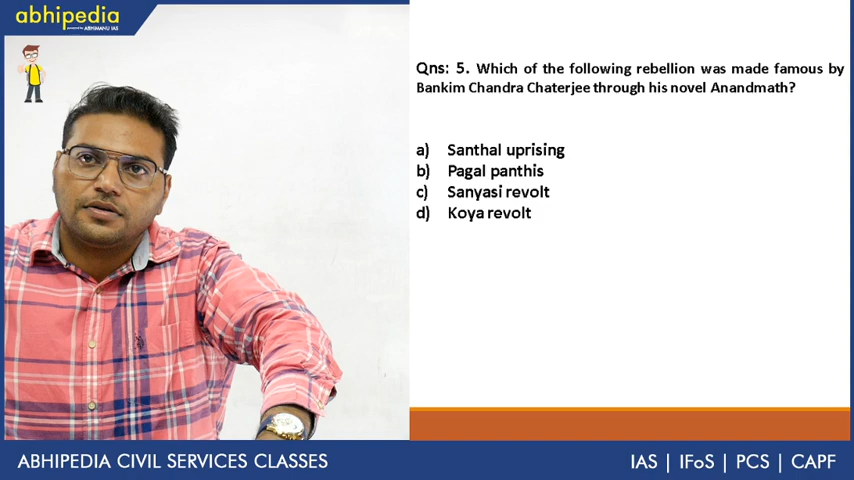 abhipedia
powered by ABHIMANU IAS
Qns: 5. Which of the following rebellion was made famous by
Bankim Chandra Chaterjee through his novel Anandmath?
a) Santhal uprising
b) Pagal panthis
c) Sanyasi revolt
d) Koya revolt
ABHIPEDIA CIVIL SERVICES CLASSES
IAS | IFoS | PCS | CAPF